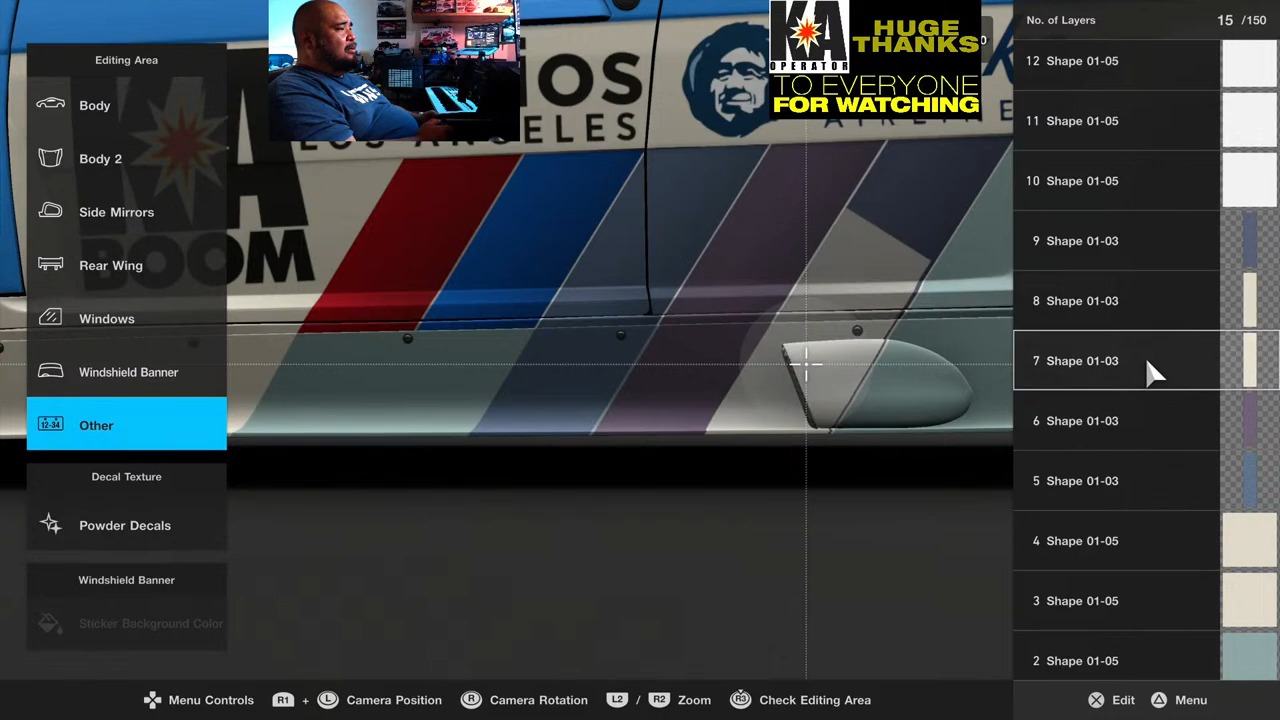 Editing Area
Body
Body 2
Side Mirrors
Rear Wing
Windows
Windshield Banner
Other
Decal Texture
Powder Decals
Windshield Banner
Sticker Background Color
KA
BOOM
OS
ANGELES
KA
OPERATOR
HUGE
THANKS
TO EVERYONE
FOR WATCHING
No. of Layers 15 /150
12 Shape 01-05
11 Shape 01-05
10 Shape 01-05
9 Shape 01-03
8 Shape 01-03
7 Shape 01-03
6 Shape 01-03
5 Shape 01-03
4 Shape 01-05
3 Shape 01-05
2 Shape 01-05
Menu Controls
R1 + L Camera Position
R Camera Rotation
L2 / R2 Zoom
R3 Check Editing Area
Edit
Menu